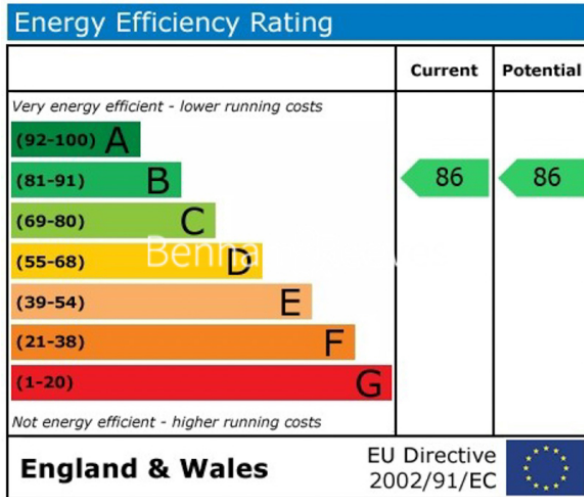 Energy Efficiency Rating
Current Potential
Very energy efficient - lower running costs
(92-100) A
(81-91) B 86 86
(69-80) C
(55-68) D
(39-54) E
(21-38) F
(1-20) G
Not energy efficient - higher running costs
England & Wales
EU Directive
2002/91/EC